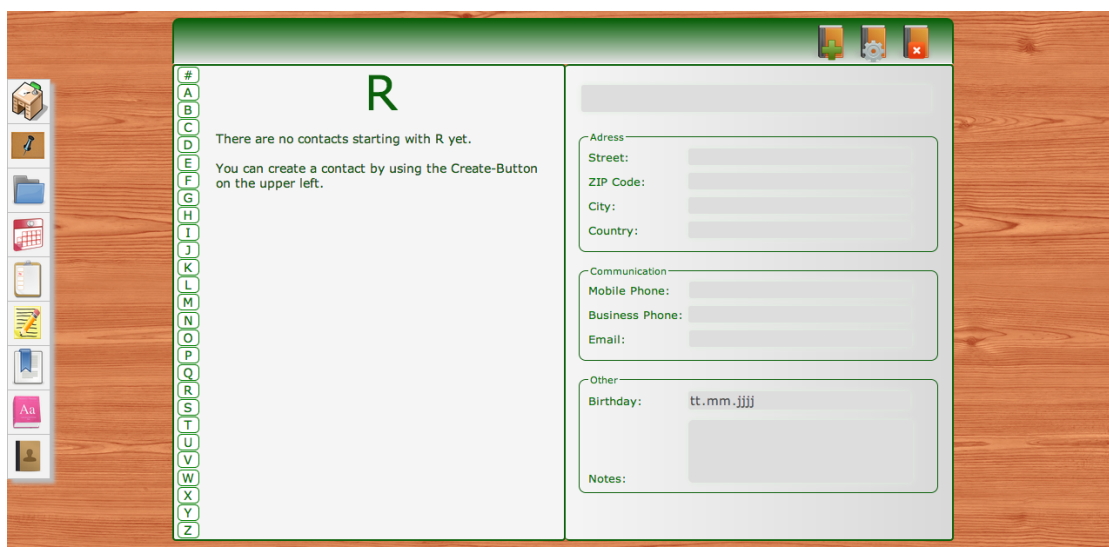 #
A
B
C
D
E
F
G
H
I
J
K
L
M
N
O
P
Q
R
S
T
U
V
W
X
Y
Z
R
There are no contacts starting with R yet.
You can create a contact by using the Create-Button
on the upper left.
Adress
Street:
ZIP Code:
City:
Country:
Communication
Mobile Phone:
Business Phone:
Email:
Other
Birthday: tt.mm.jjjj
Notes:
Aa